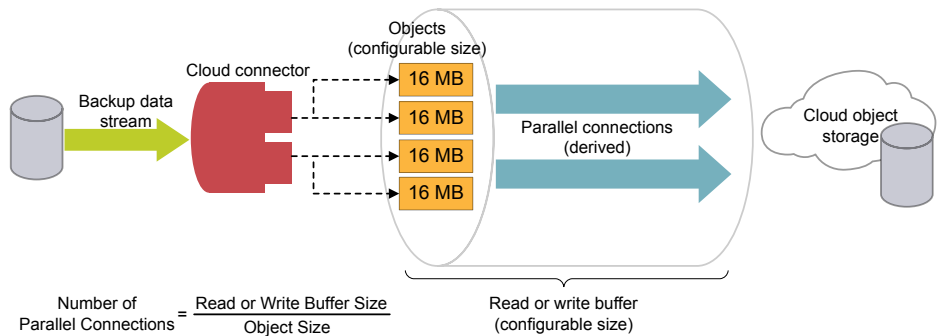 Objects
(configurable size)
Cloud connector
16 MB
16 MB
16 MB
16 MB
Backup data
stream
Parallel connections
(derived)
Cloud object
storage
Number of
Parallel Connections
=
Read or Write Buffer Size
Object Size
Read or write buffer
(configurable size)